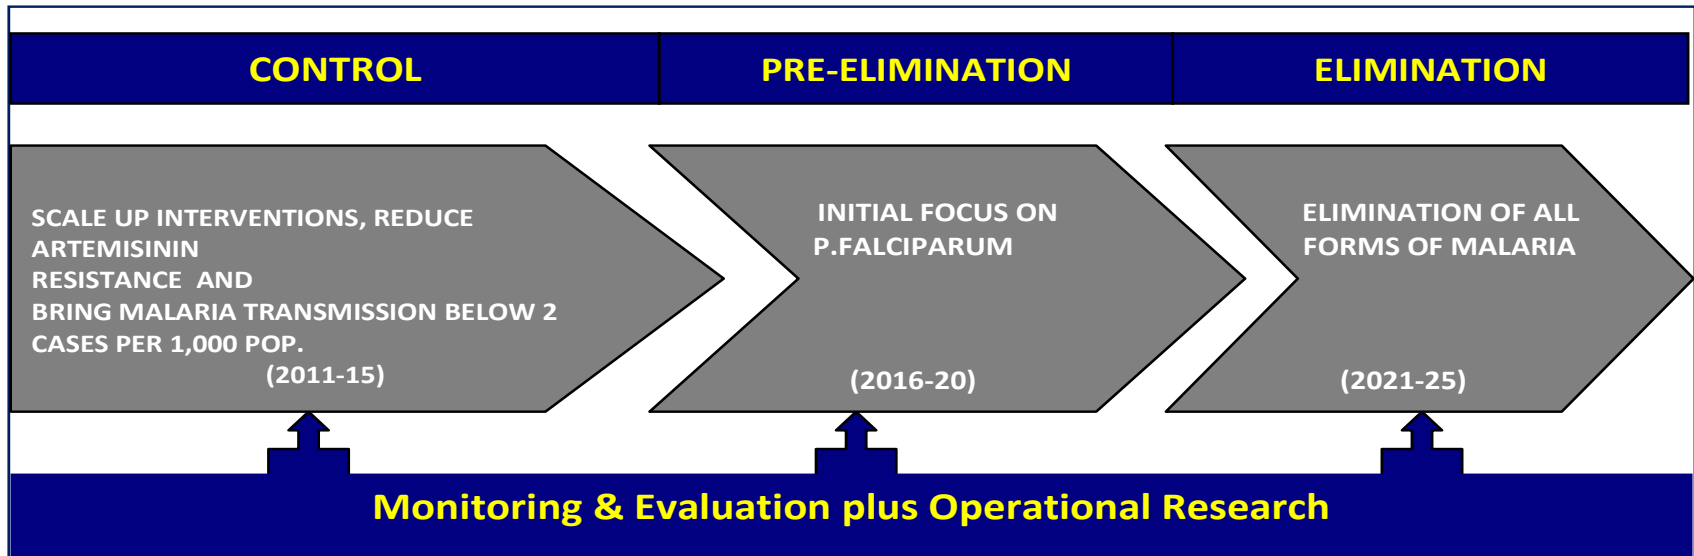 CONTROL
PRE-ELIMINATION
ELIMINATION
SCALE UP INTERVENTIONS, REDUCE
ARTEMISININ
RESISTANCE AND
BRING MALARIA TRANSMISSION BELOW 2
CASES PER 1,000 POP.
(2011-15)
INITIAL FOCUS ON
P.FALCIPARUM
(2016-20)
ELIMINATION OF ALL
FORMS OF MALARIA
(2021-25)
Monitoring & Evaluation plus Operational Research